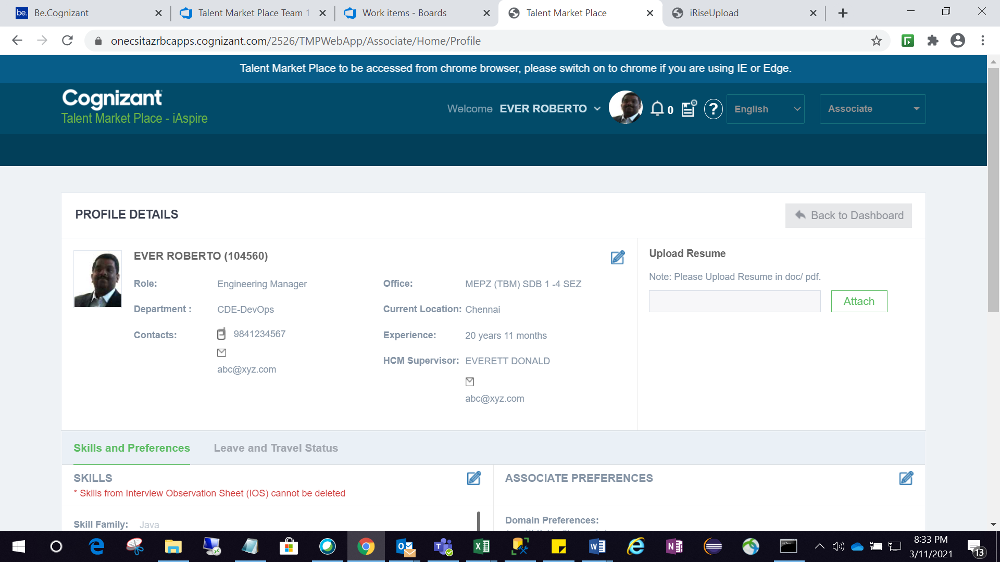 be. Be.Cognizant
Talent Market Place Team 1
Work items - Boards
Talent Market Place
iRiseUpload
onecsitazrbcapps.cognizant.com/2526/TMPWebApp/Associate/Home/Profile
Talent Market Place to be accessed from chrome browser, please switch on to chrome if you are using IE or Edge.
Cognizant
Talent Market Place - iAspire
Welcome EVER ROBERTO
0
?
English
Associate
PROFILE DETAILS
Back to Dashboard
EVER ROBERTO (104560)
Role: Engineering Manager
Department : CDE-DevOps
Contacts: 9841234567
abc@xyz.com
Office: MEPZ (TBM) SDB 1 -4 SEZ
Current Location: Chennai
Experience: 20 years 11 months
HCM Supervisor: EVERETT DONALD
abc@xyz.com
Upload Resume
Note: Please Upload Resume in doc/ pdf.
Attach
Skills and Preferences
Leave and Travel Status
SKILLS
* Skills from Interview Observation Sheet (IOS) cannot be deleted
Skill Family: Java
ASSOCIATE PREFERENCES
Domain Preferences:
8:33 PM
3/11/2021
13